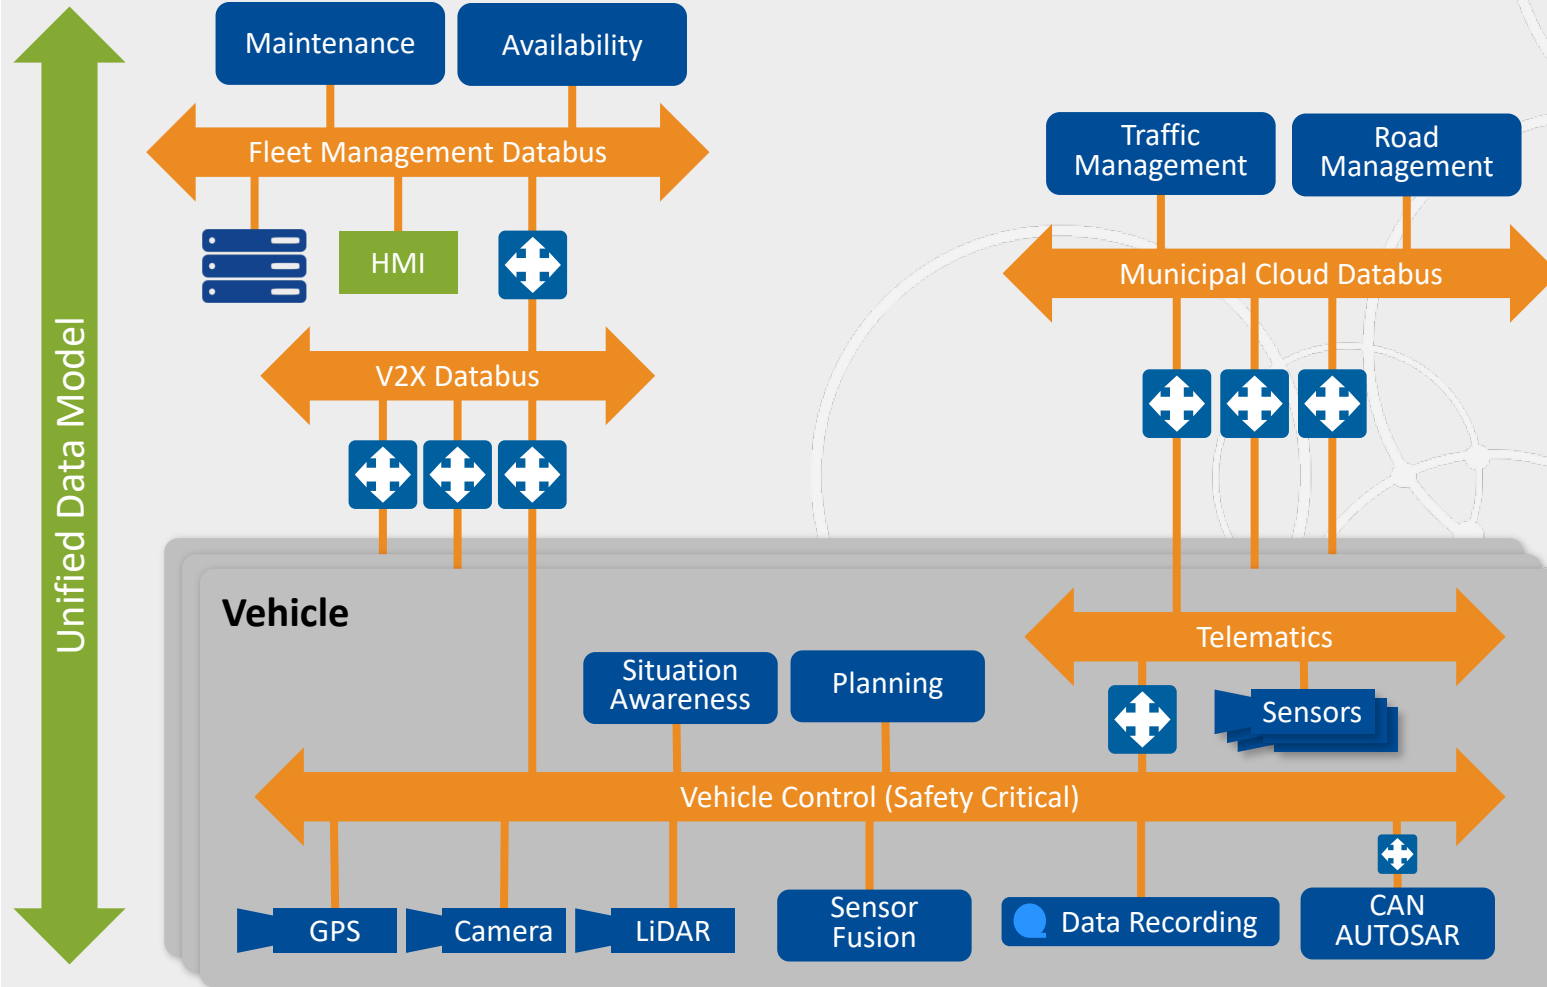 Unified Data Model
Maintenance
Availability
Fleet Management Databus
HMI
V2X Databus
Traffic
Management
Road
Management
Municipal Cloud Databus
Vehicle
Telematics
Situation
Awareness
Planning
Sensors
Vehicle Control (Safety Critical)
GPS
Camera
LiDAR
Sensor
Fusion
Data Recording
CAN
AUTOSAR